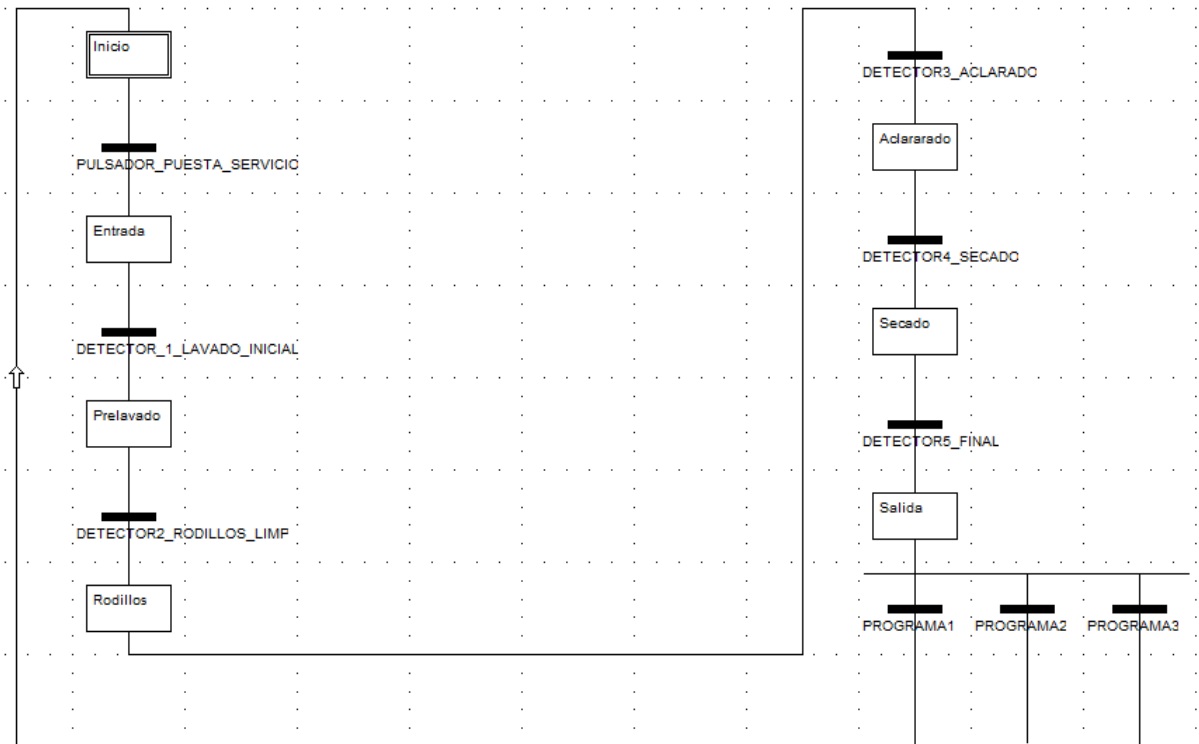 Inicio
PULSADOR_PUESTA_SERVICIO
Entrada
DETECTOR_1_LAVADO_INICIAL
Prelavado
DETECTOR2_RODILLOS_LIMP
Rodillos
DETECTOR3_ACLARADO
Aclararado
DETECTOR4_SECADO
Secado
DETECTOR5_FINAL
Salida
PROGRAMA1 PROGRAMA2 PROGRAMA3